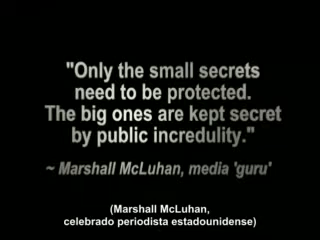 "Only the small secrets
need to be protected.
The big ones are kept secret
by public incredulity."
~ Marshall McLuhan, media 'guru'
(Marshall McLuhan,
celebrado periodista estadounidense)